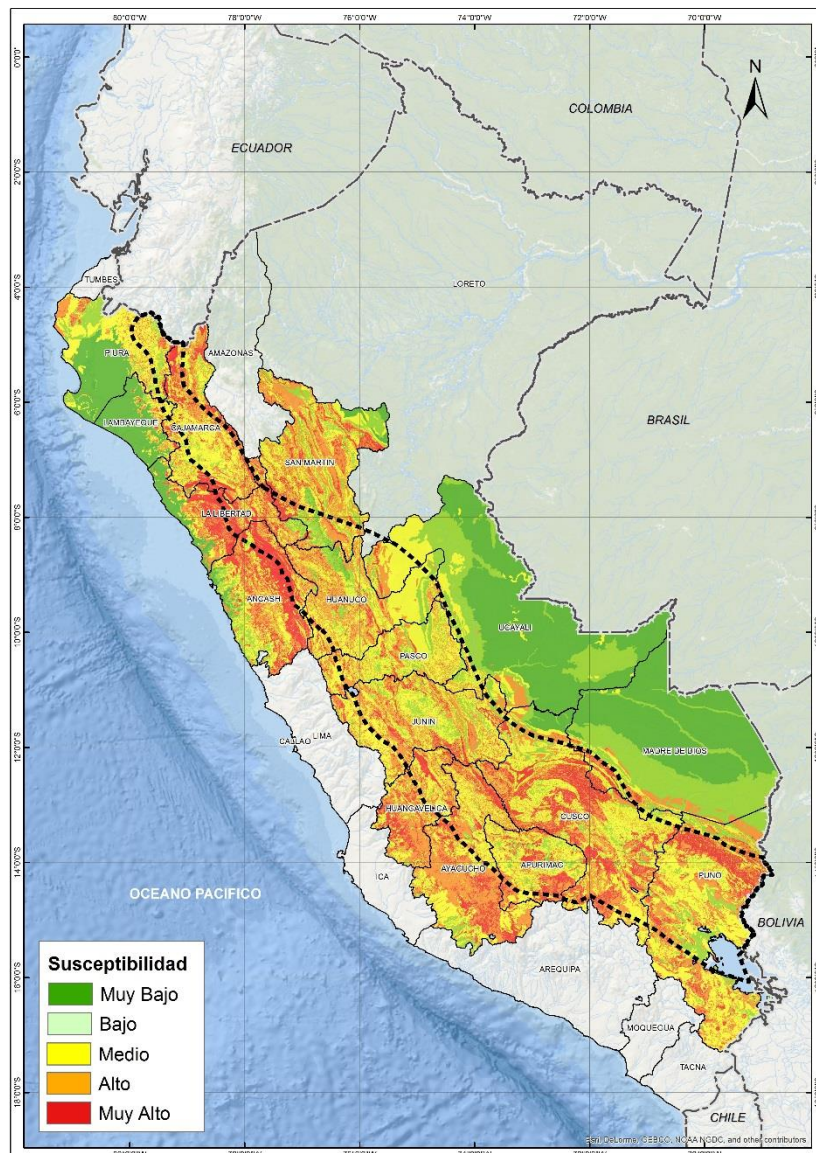 80°0'0"W 78°0'0"W 76°0'0"W 74°0'0"W 72°0'0"W 70°0'0"W
0°0'0"
N
COLOMBIA
ECUADOR
2°0'0"S
TUMBES
LORETO
4°0'0"S
PIURA
AMAZONAS
6°0'0"S
LAMBAYEQUE
CAJAMARCA
BRASIL
SAN MARTIN
LA LIBERTAD
8°0'0"S
ANCASH
HUANUCO
UCAYALI
10°0'0"S
PASCO
JUNIN
CALLAO
LIMA
MADRE DE DIOS
12°0'0"S
HUANCAVELICA
CUSCO
14°0'0"S
ICA
AYACUCHO
APURIMAC
PUNO
OCEANO PACIFICO
BOLIVIA
AREQUIPA
16°0'0"S
MOQUEGUA
TACNA
18°0'0"S
CHILE
Susceptibilidad
Muy Bajo
Bajo
Medio
Alto
Muy Alto
Esri, DeLorme, GEBCO, NOAA NGDC, and other contributors